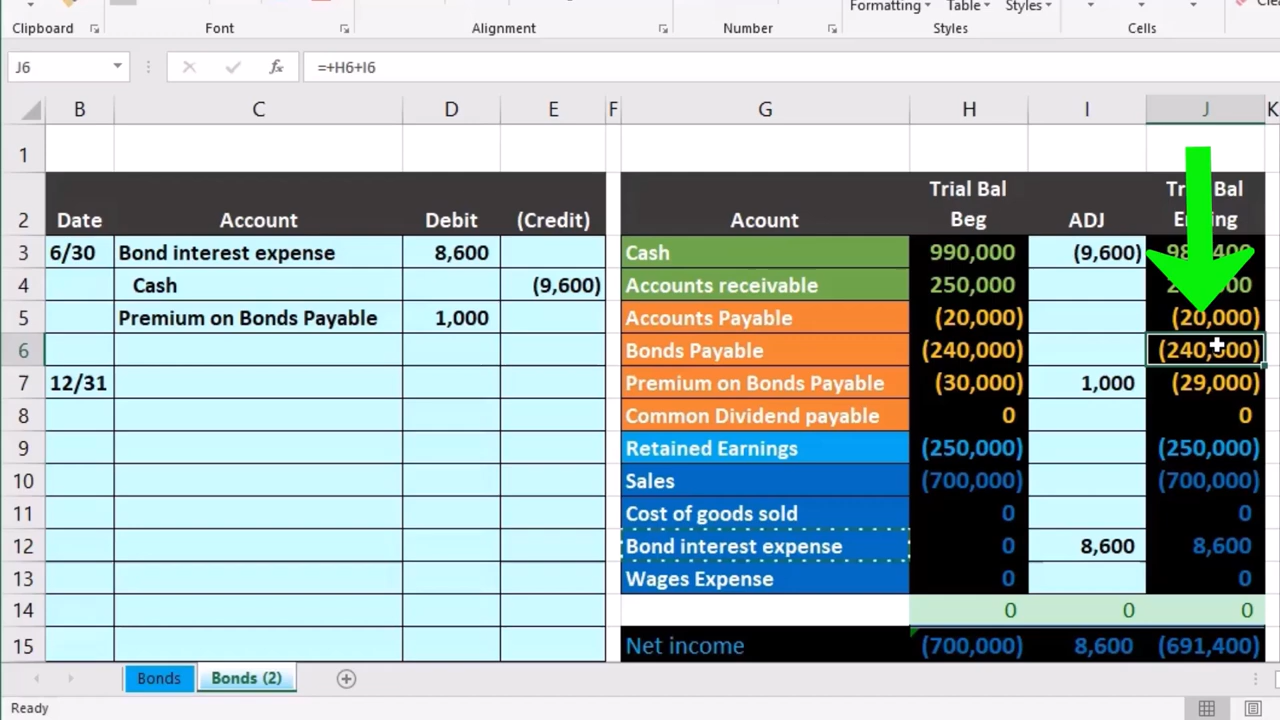 Formatting Table Styles
Clipboard Font Alignment Number Styles Cells
J6 fx =+H6+I6
B C D E F G H I J K
1
2 Date Account Debit (Credit) Acount Trial Bal Beg ADJ
3 6/30 Bond interest expense 8,600 Cash 990,000 (9,600)
4 Cash (9,600) Accounts receivable 250,000
5 Premium on Bonds Payable 1,000 Accounts Payable (20,000) (20,000)
6 Bonds Payable (240,000) (240,000)
7 12/31 Premium on Bonds Payable (30,000) 1,000 (29,000)
8 Common Dividend payable 0 0
9 Retained Earnings (250,000) (250,000)
10 Sales (700,000) (700,000)
11 Cost of goods sold 0 0
12 Bond interest expense 0 8,600 8,600
13 Wages Expense 0 0
14 0 0 0
15 Net income (700,000) 8,600 (691,400)
Bonds Bonds (2)
Ready